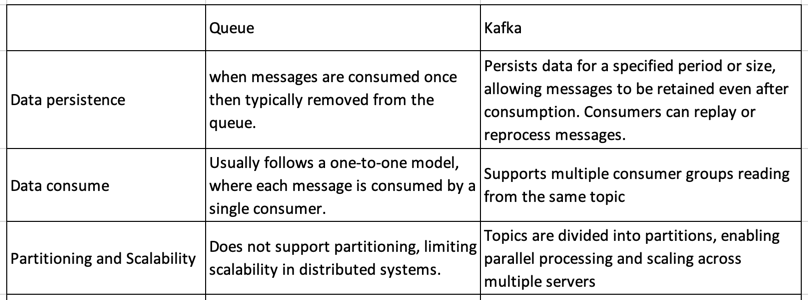 Queue
Kafka
Data persistence
when messages are consumed once
then typically removed from the
queue.
Persists data for a specified period or size,
allowing messages to be retained even after
consumption. Consumers can replay or
reprocess messages.
Data consume
Usually follows a one-to-one model,
where each message is consumed by a
single consumer.
Supports multiple consumer groups reading
from the same topic
Partitioning and Scalability
Does not support partitioning, limiting
scalability in distributed systems.
Topics are divided into partitions, enabling
parallel processing and scaling across
multiple servers